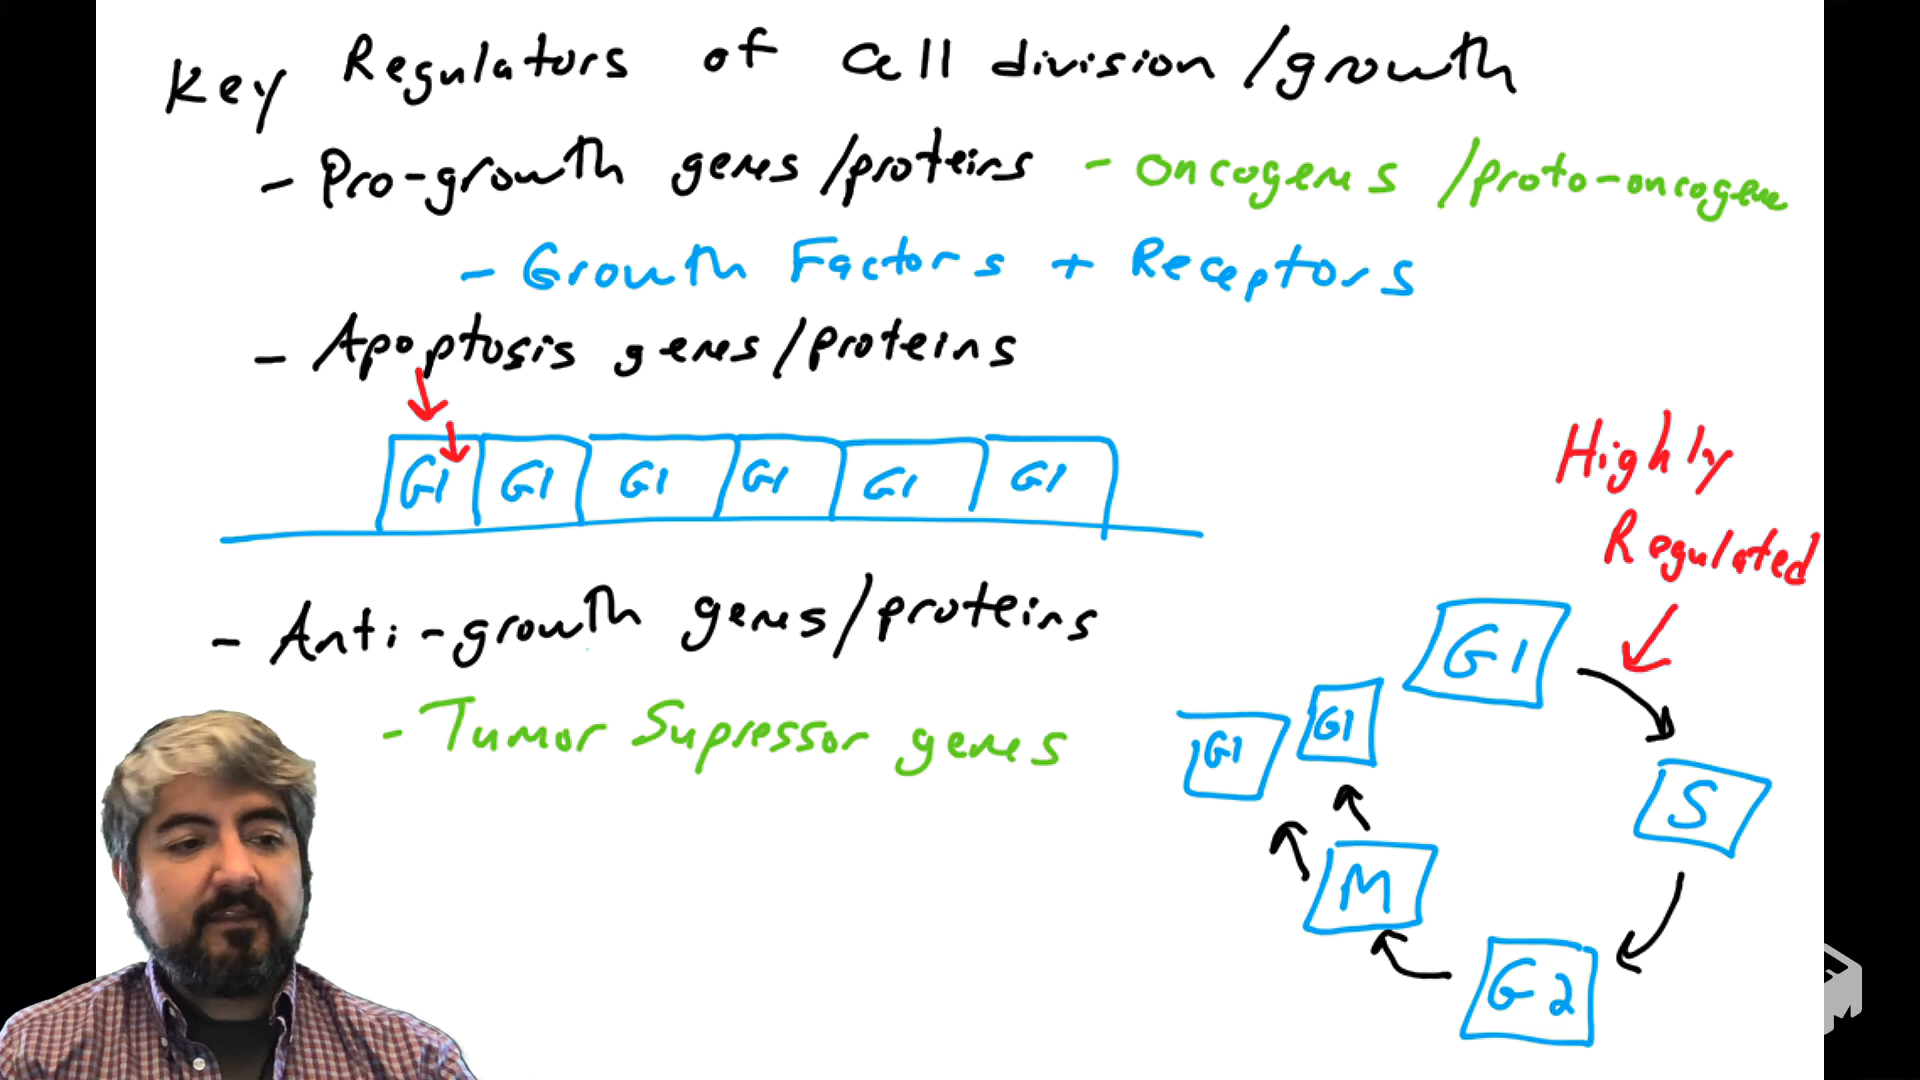 Key Regulators of cell division/growth
- Pro-growth genes/proteins - oncogenes/proto-oncogene
- Growth Factors + Receptors
- Apoptosis genes/proteins
G1 G1 G1 G1 G1 G1
Highly
Regulated
- Anti-growth genes/proteins
- Tumor Supressor genes
G1
G1
G1
S
M
G2